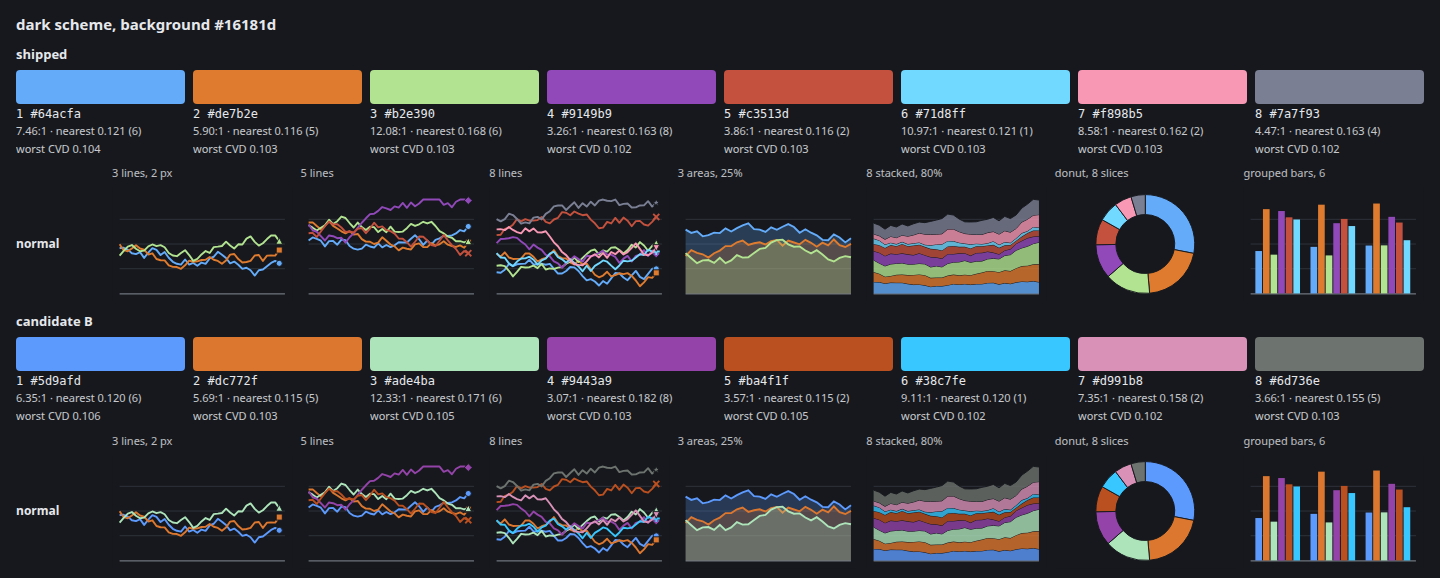 dark scheme, background #16181d
shipped
1 #64acfa 2 #de7b2e 3 #b2e390 4 #9149b9 5 #c3513d 6 #71d8ff 7 #f898b5 8 #7a7f93
7.46:1 · nearest 0.121 (6) 5.90:1 · nearest 0.116 (5) 12.08:1 · nearest 0.168 (6) 3.26:1 · nearest 0.163 (8) 3.86:1 · nearest 0.116 (2) 10.97:1 · nearest 0.121 (1) 8.58:1 · nearest 0.162 (2) 4.47:1 · nearest 0.163 (4)
worst CVD 0.104 worst CVD 0.103 worst CVD 0.103 worst CVD 0.102 worst CVD 0.103 worst CVD 0.103 worst CVD 0.103 worst CVD 0.102
3 lines, 2 px 5 lines 8 lines 3 areas, 25% 8 stacked, 80% donut, 8 slices grouped bars, 6
normal
candidate B
1 #5d9afd 2 #dc772f 3 #ade4ba 4 #9443a9 5 #ba4f1f 6 #38c7fe 7 #d991b8 8 #6d736e
6.35:1 · nearest 0.120 (6) 5.69:1 · nearest 0.115 (5) 12.33:1 · nearest 0.171 (6) 3.07:1 · nearest 0.182 (8) 3.57:1 · nearest 0.115 (2) 9.11:1 · nearest 0.120 (1) 7.35:1 · nearest 0.158 (2) 3.66:1 · nearest 0.155 (5)
worst CVD 0.106 worst CVD 0.103 worst CVD 0.105 worst CVD 0.103 worst CVD 0.105 worst CVD 0.102 worst CVD 0.102 worst CVD 0.103
3 lines, 2 px 5 lines 8 lines 3 areas, 25% 8 stacked, 80% donut, 8 slices grouped bars, 6
normal